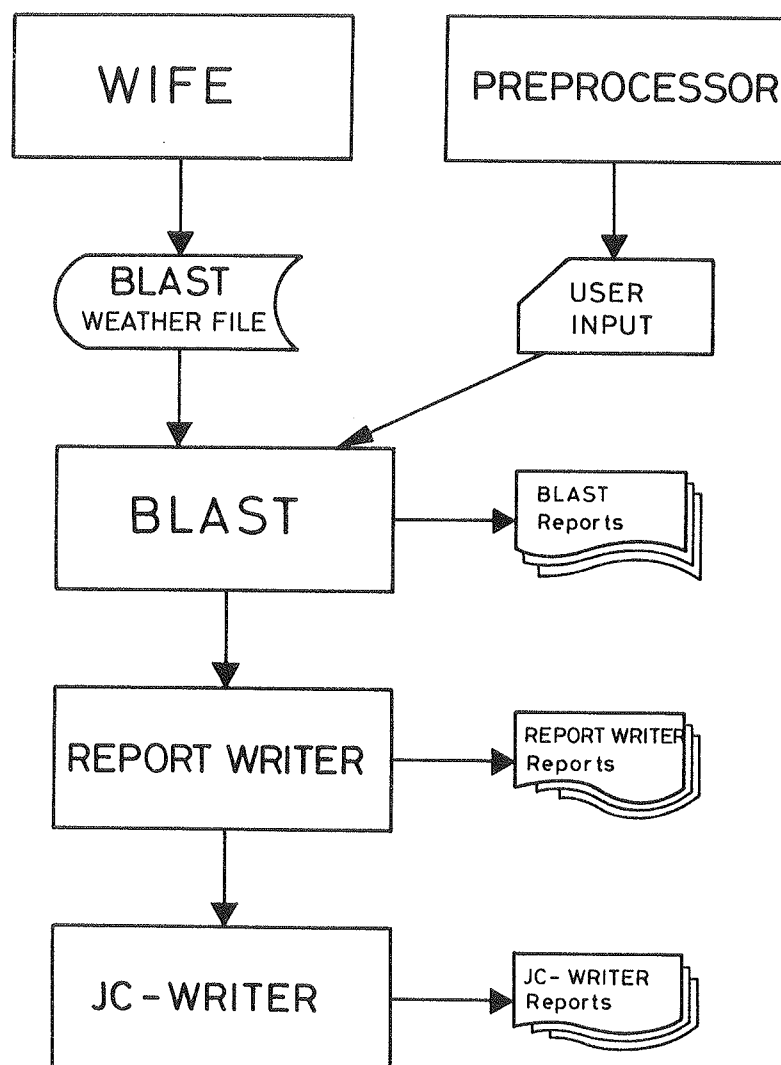 WIFE
PREPROCESSOR
BLAST
WEATHER FILE
USER
INPUT
BLAST
BLAST
Reports
REPORT WRITER
REPORT WRITER
Reports
JC-WRITER
JC-WRITER
Reports